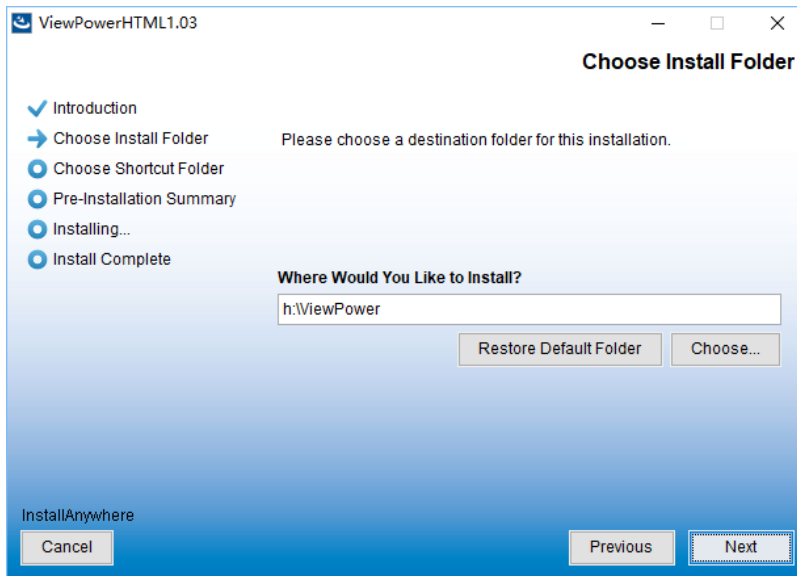 ViewPowerHTML1.03
Choose Install Folder
Introduction
Choose Install Folder
Choose Shortcut Folder
Pre-Installation Summary
Installing...
Install Complete
Please choose a destination folder for this installation.
Where Would You Like to Install?
h:\ViewPower
Restore Default Folder
Choose...
InstallAnywhere
Cancel
Previous
Next